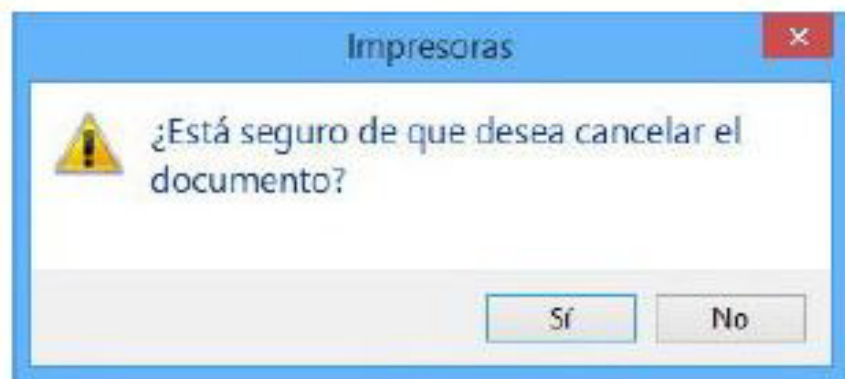 Impresoras
¿Está seguro de que desea cancelar el
documento?
Sí
No